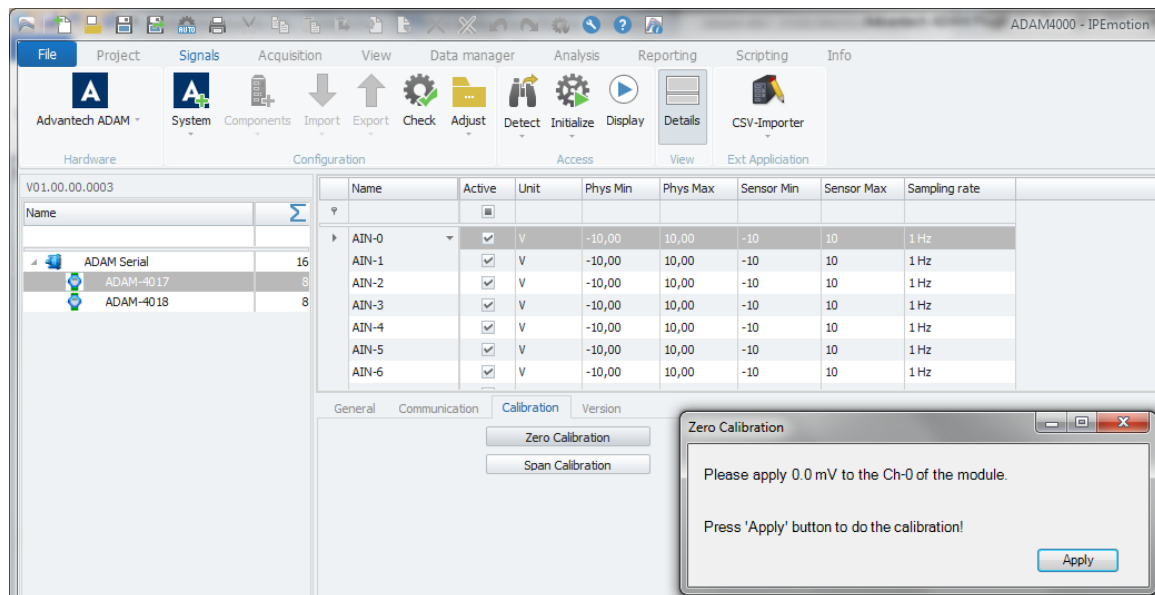 AUTO
ADAM4000 - IPEmotion
File Project Signals Acquisition View Data manager Analysis Reporting Scripting Info
Advantech ADAM System Components Import Export Check Adjust Detect Initialize Display Details CSV-Importer
Hardware Configuration Access View Ext Appliciation
V01.00.00.0003
Name Σ
ADAM Serial 16
ADAM-4017 8
ADAM-4018 8
Name Active Unit Phys Min Phys Max Sensor Min Sensor Max Sampling rate
AIN-0 V -10,00 10,00 -10 10 1 Hz
AIN-1 V -10,00 10,00 -10 10 1 Hz
AIN-2 V -10,00 10,00 -10 10 1 Hz
AIN-3 V -10,00 10,00 -10 10 1 Hz
AIN-4 V -10,00 10,00 -10 10 1 Hz
AIN-5 V -10,00 10,00 -10 10 1 Hz
AIN-6 V -10,00 10,00 -10 10 1 Hz
General Communication Calibration Version
Zero Calibration
Span Calibration
Zero Calibration
Please apply 0.0 mV to the Ch-0 of the module.
Press 'Apply' button to do the calibration!
Apply